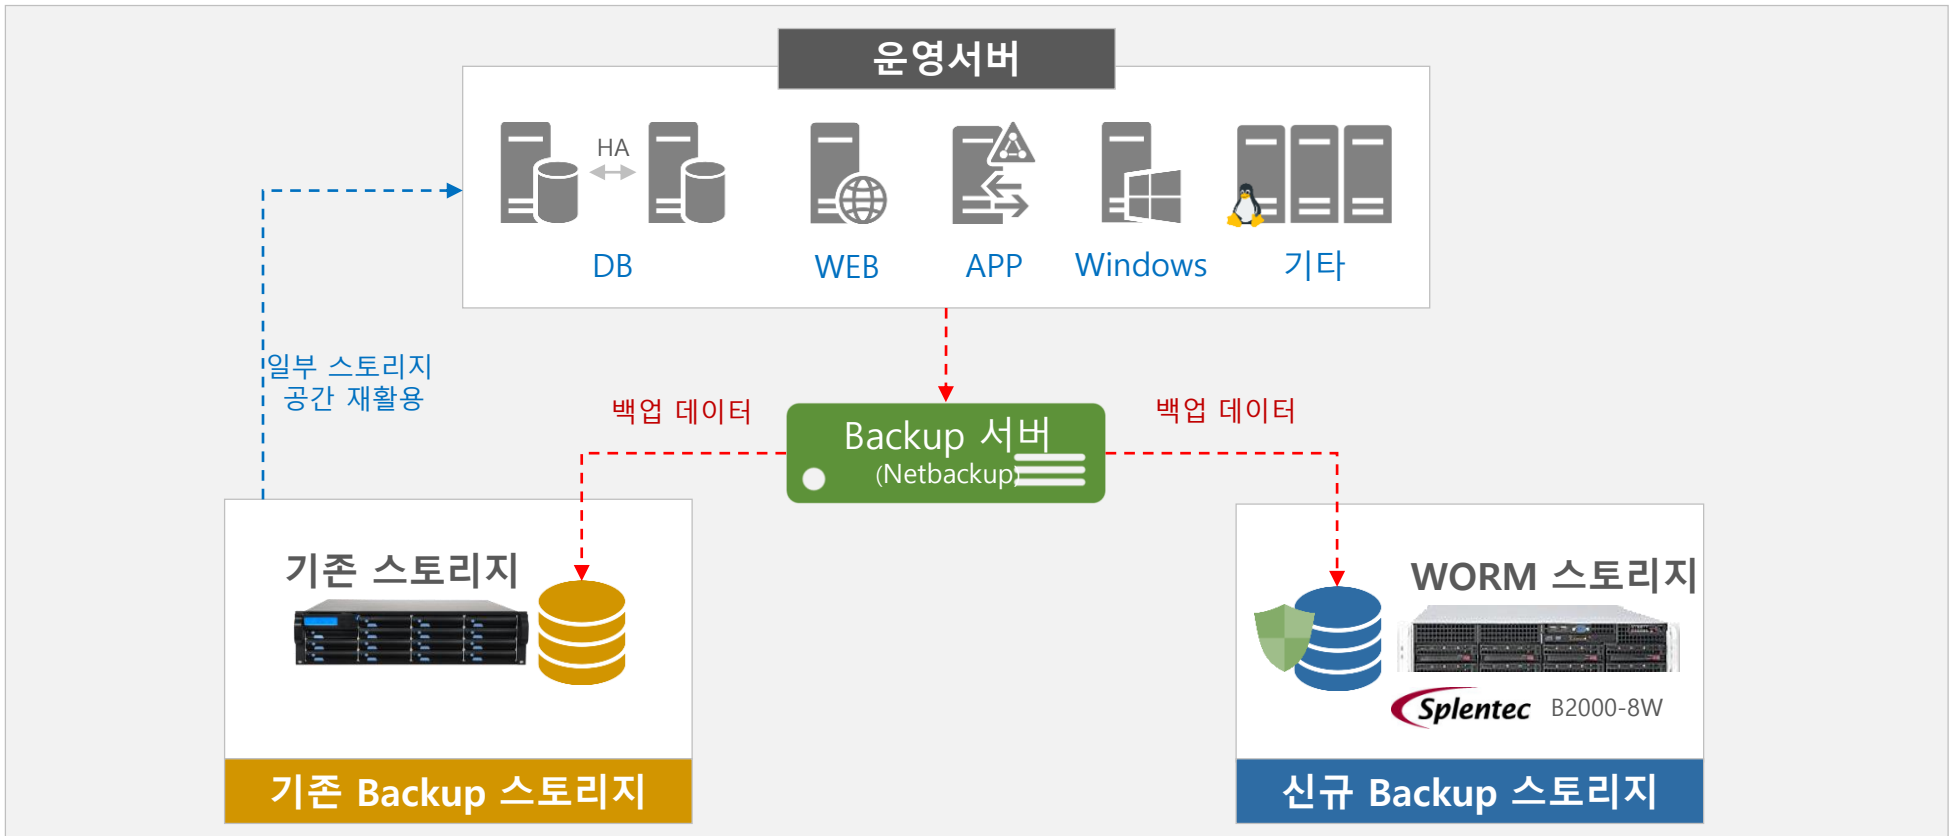 운영서버
HA
DB
WEB
APP
Windows
기타
일부 스토리지
공간 재활용
백업 데이터
백업 데이터
Backup 서버
(Netbackup)
기존 스토리지
WORM 스토리지
Splentec B2000-8W
기존 Backup 스토리지
신규 Backup 스토리지